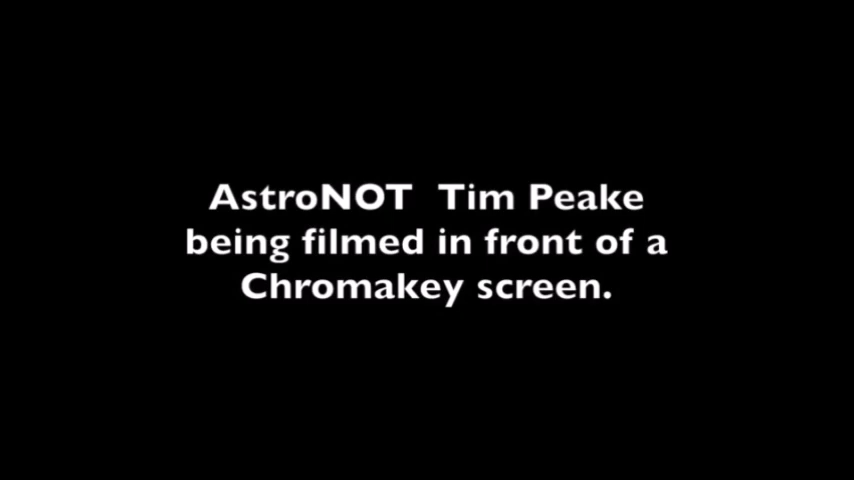 AstroNOT  Tim Peake
being filmed in front of a
Chromakey screen.